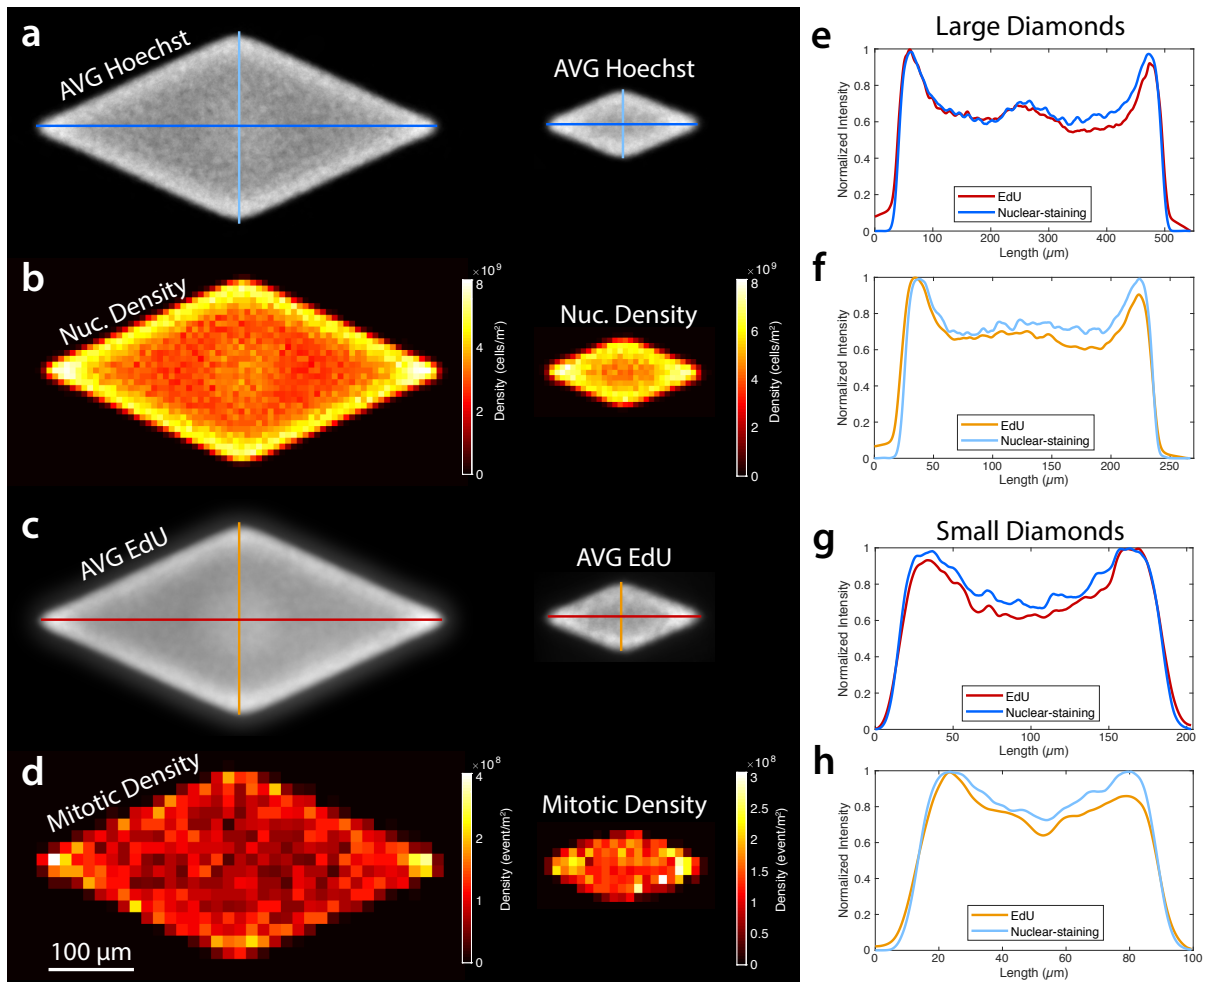 a
AVG Hoechst
AVG Hoechst
b
Nuc. Density
×10⁹
8
4
2
0
Density (cells/m²)
Nuc. Density
×10⁹
8
6
4
2
0
Density (cells/m²)
c
AVG EdU
AVG EdU
d
Mitotic Density
×10⁸
4
2
1
0
Density (event/m²)
Mitotic Density
×10⁸
3
2.5
2
1.5
1
0.5
0
Density (event/m²)
100 µm
Large Diamonds
e
Normalized Intensity
1
0.8
0.6
0.4
0.2
0
EdU
Nuclear-staining
0 100 200 300 400 500
Length (µm)
f
Normalized Intensity
1
0.8
0.6
0.4
0.2
0
EdU
Nuclear-staining
0 50 100 150 200 250
Length (µm)
Small Diamonds
g
Normalized Intensity
1
0.8
0.6
0.4
0.2
0
EdU
Nuclear-staining
0 50 100 150 200
Length (µm)
h
Normalized Intensity
1
0.8
0.6
0.4
0.2
0
EdU
Nuclear-staining
0 20 40 60 80 100
Length (µm)